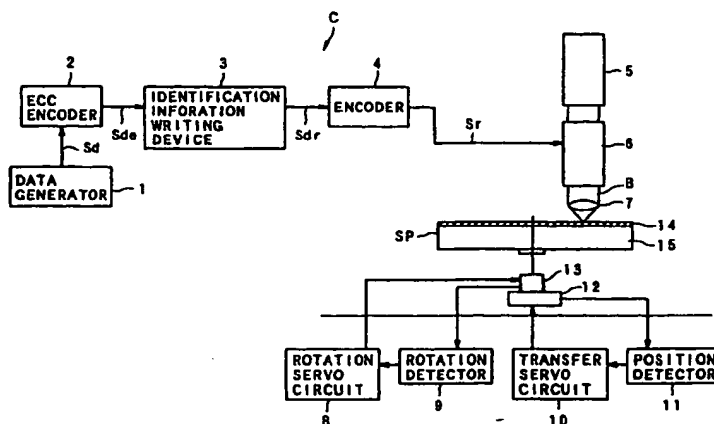 C
2
3
4
5
ECC
ENCODER
Sde
IDENTIFICATION
INFORATION
WRITING
DEVICE
Sdr
ENCODER
Sr
6
Sd
DATA
GENERATOR
1
B
7
14
SP
15
13
12
ROTATION
SERVO
CIRCUIT
ROTATION
DETECTOR
TRANSFER
SERVO
CIRCUIT
POSITION
DETECTOR
8
9
10
11